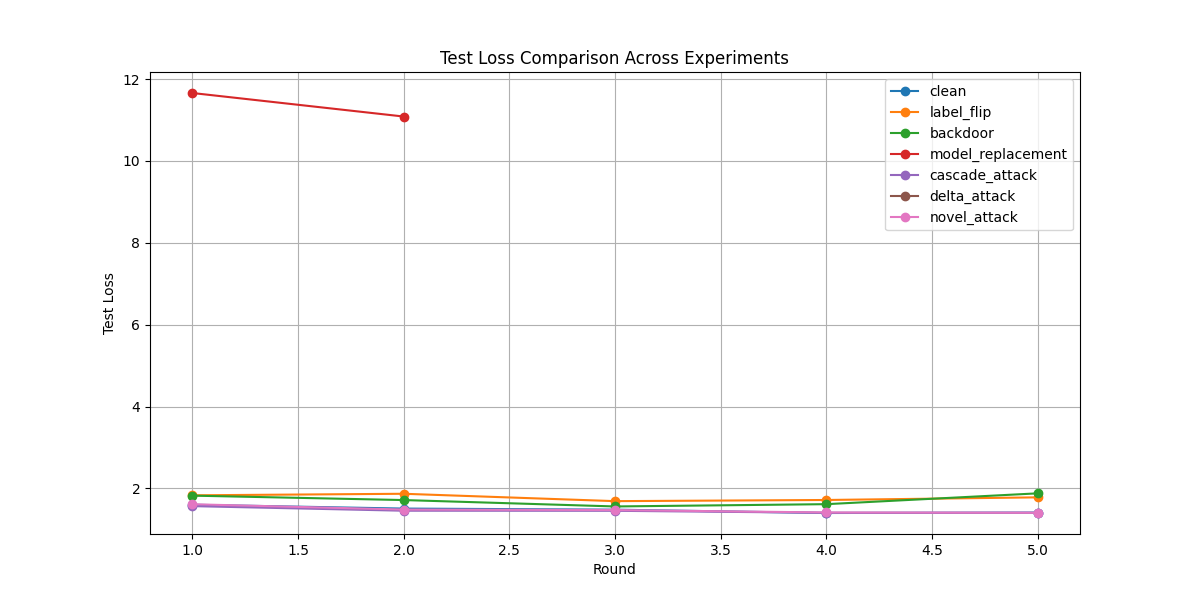 Test Loss Comparison Across Experiments
12
10
8
6
4
2
Test Loss
clean
label_flip
backdoor
model_replacement
cascade_attack
delta_attack
novel_attack
1.0 1.5 2.0 2.5 3.0 3.5 4.0 4.5 5.0
Round